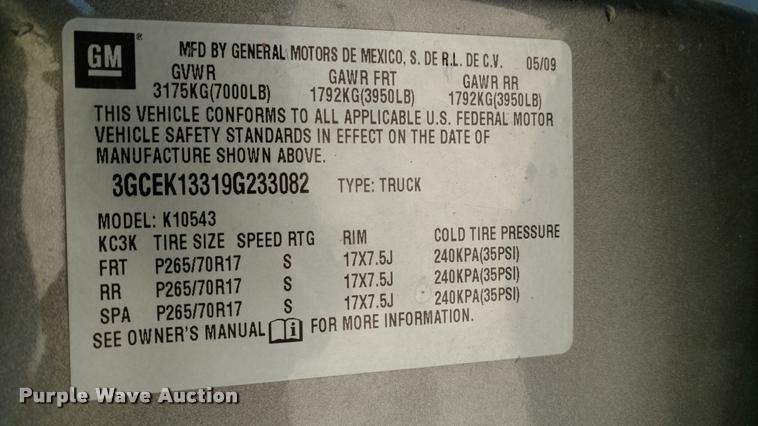 GM ® MFD BY GENERAL MOTORS DE MEXICO, S. DE R.L. DE C.V. 05/09
GVWR GAWR FRT GAWR RR
3175KG(7000LB) 1792KG(3950LB) 1792KG(3950LB)
THIS VEHICLE CONFORMS TO ALL APPLICABLE U.S. FEDERAL MOTOR
VEHICLE SAFETY STANDARDS IN EFFECT ON THE DATE OF
MANUFACTURE SHOWN ABOVE.
3GCEK13319G233082 TYPE: TRUCK
MODEL: K10543
KC3K TIRE SIZE SPEED RTG RIM COLD TIRE PRESSURE
FRT P265/70R17 S 17X7.5J 240KPA(35PSI)
RR P265/70R17 S 17X7.5J 240KPA(35PSI)
SPA P265/70R17 S 17X7.5J 240KPA(35PSI)
SEE OWNER'S MANUAL i FOR MORE INFORMATION.
Purple Wave Auction